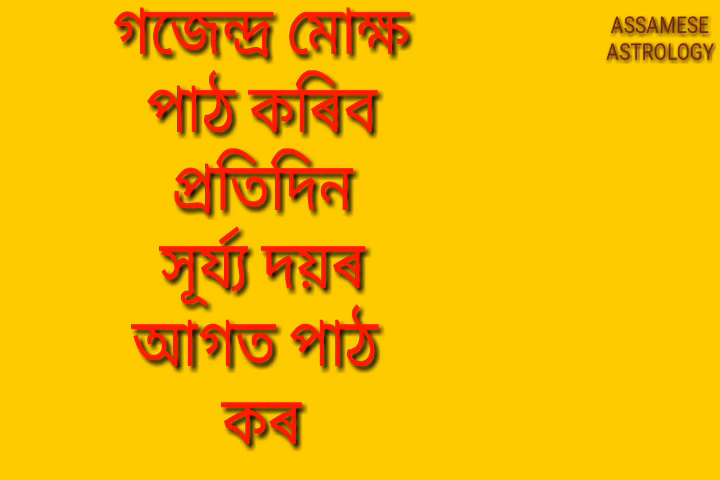 গজেন্দ্ৰ মোক্ষ
পাঠ কৰিব
প্ৰতিদিন
সূৰ্য্য দয়ৰ
আগত পাঠ
কৰ
ASSAMESE
ASTROLOGY